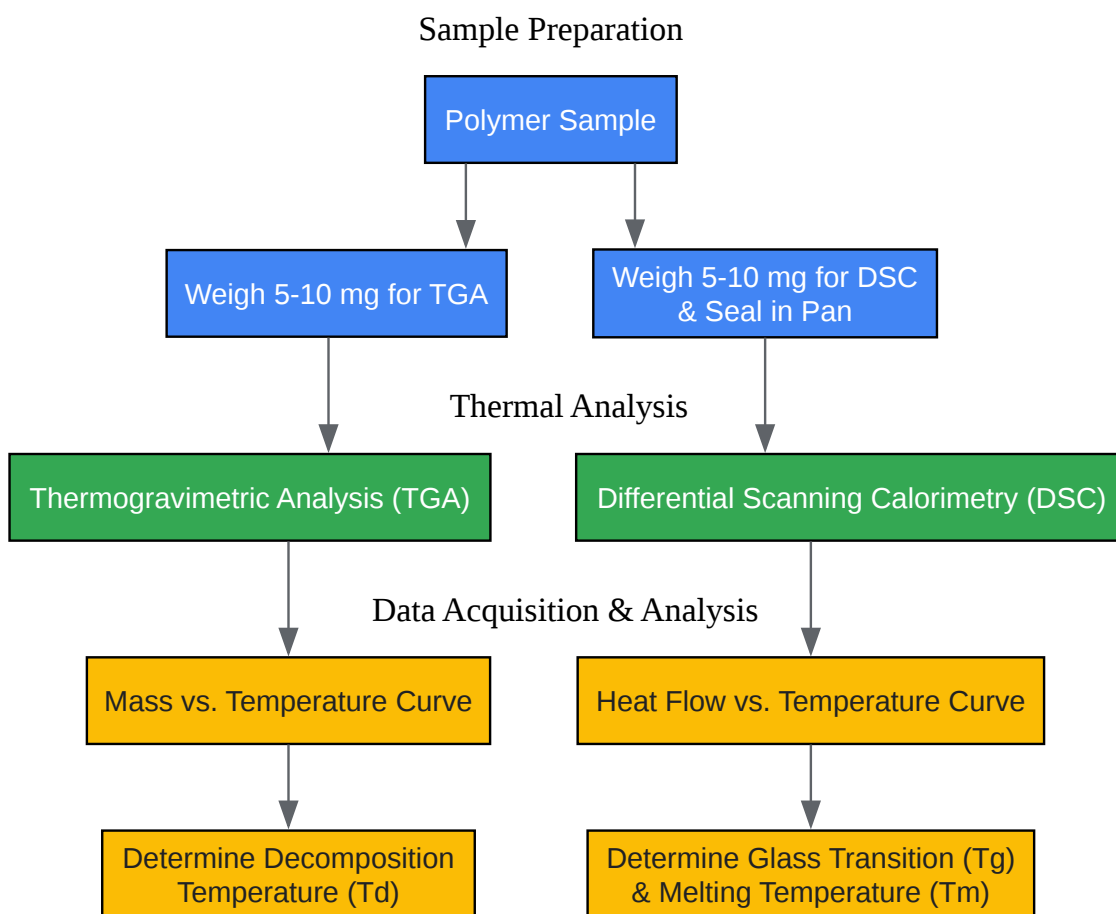 Sample Preparation
Polymer Sample
Weigh 5-10 mg for TGA
Weigh 5-10 mg for DSC
& Seal in Pan
Thermal Analysis
Thermogravimetric Analysis (TGA)
Differential Scanning Calorimetry (DSC)
Data Acquisition & Analysis
Mass vs. Temperature Curve
Heat Flow vs. Temperature Curve
Determine Decomposition
Temperature (Td)
Determine Glass Transition (Tg)
& Melting Temperature (Tm)